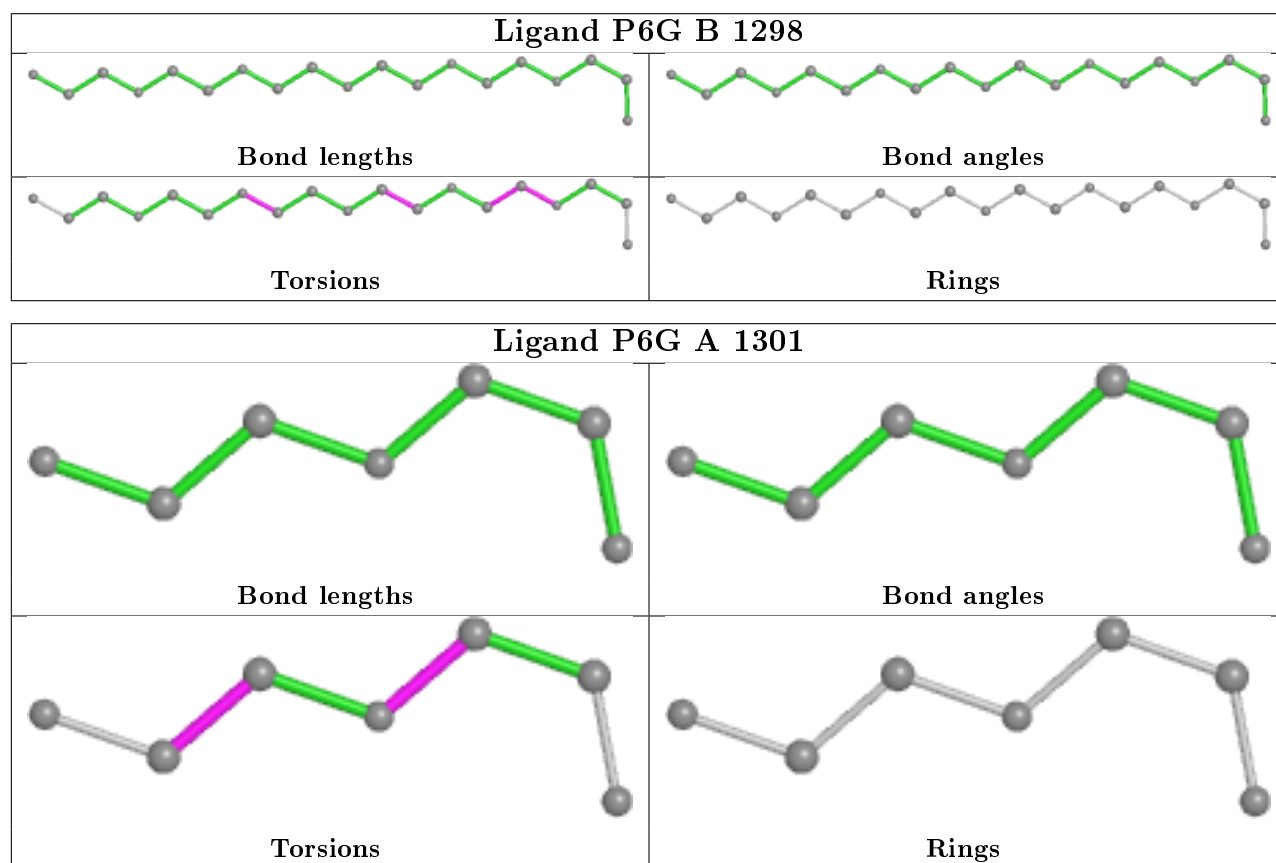 Ligand P6G B 1298
Bond lengths
Bond angles
Torsions
Rings
Ligand P6G A 1301
Bond lengths
Bond angles
Torsions
Rings